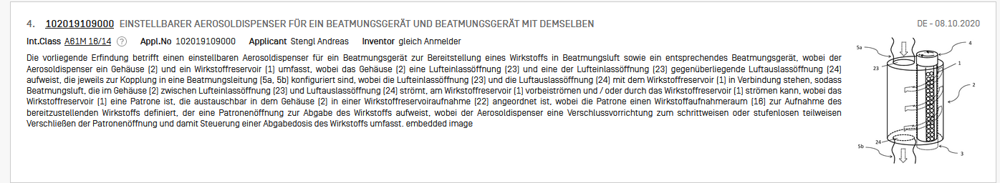 4. 102019109000 EINSTELLBARER AEROSOLDISPENSER FÜR EIN BEATMUNGSGERÄT UND BEATMUNGSGERÄT MIT DEMSELBEN DE - 08.10.2020
Int.Class A61M 16/14 ? Appl.No 102019109000 Applicant Stengl Andreas Inventor gleich Anmelder
Die vorliegende Erfindung betrifft einen einstellbaren Aerosoldispenser für ein Beatmungsgerät zur Bereitstellung eines Wirkstoffs in Beatmungsluft sowie ein entsprechendes Beatmungsgerät, wobei der
Aerosoldispenser ein Gehäuse (2) und ein Wirkstoffreservoir (1) umfasst, wobei das Gehäuse (2) eine Lufteinlassöffnung (23) und eine der Lufteinlassöffnung (23) gegenüberliegende Luftauslassöffnung (24)
aufweist, die jeweils zur Kopplung in eine Beatmungsleitung (5a, 5b) konfiguriert sind, wobei die Lufteinlassöffnung (23) und die Luftauslassöffnung (24) mit dem Wirkstoffreservoir (1) in Verbindung stehen, sodass
Beatmungsluft, die im Gehäuse (2) zwischen Lufteinlassöffnung (23) und Luftauslassöffnung (24) strömt, am Wirkstoffreservoir (1) vorbeiströmen und / oder durch das Wirkstoffreservoir (1) strömen kann, wobei das
Wirkstoffreservoir (1) eine Patrone ist, die austauschbar in dem Gehäuse (2) in einer Wirkstoffreservoiraufnahme (22) angeordnet ist, wobei die Patrone einen Wirkstoffaufnahmeraum (16) zur Aufnahme des
bereitzustellenden Wirkstoffs definiert, der eine Patronenöffnung zur Abgabe des Wirkstoffs aufweist, wobei der Aerosoldispenser eine Verschlussvorrichtung zum schrittweisen oder stufenlosen teilweisen
Verschließen der Patronenöffnung und damit Steuerung einer Abgabedosis des Wirkstoffs umfasst. embedded image
5a
4
23
1
2
24
5b
3